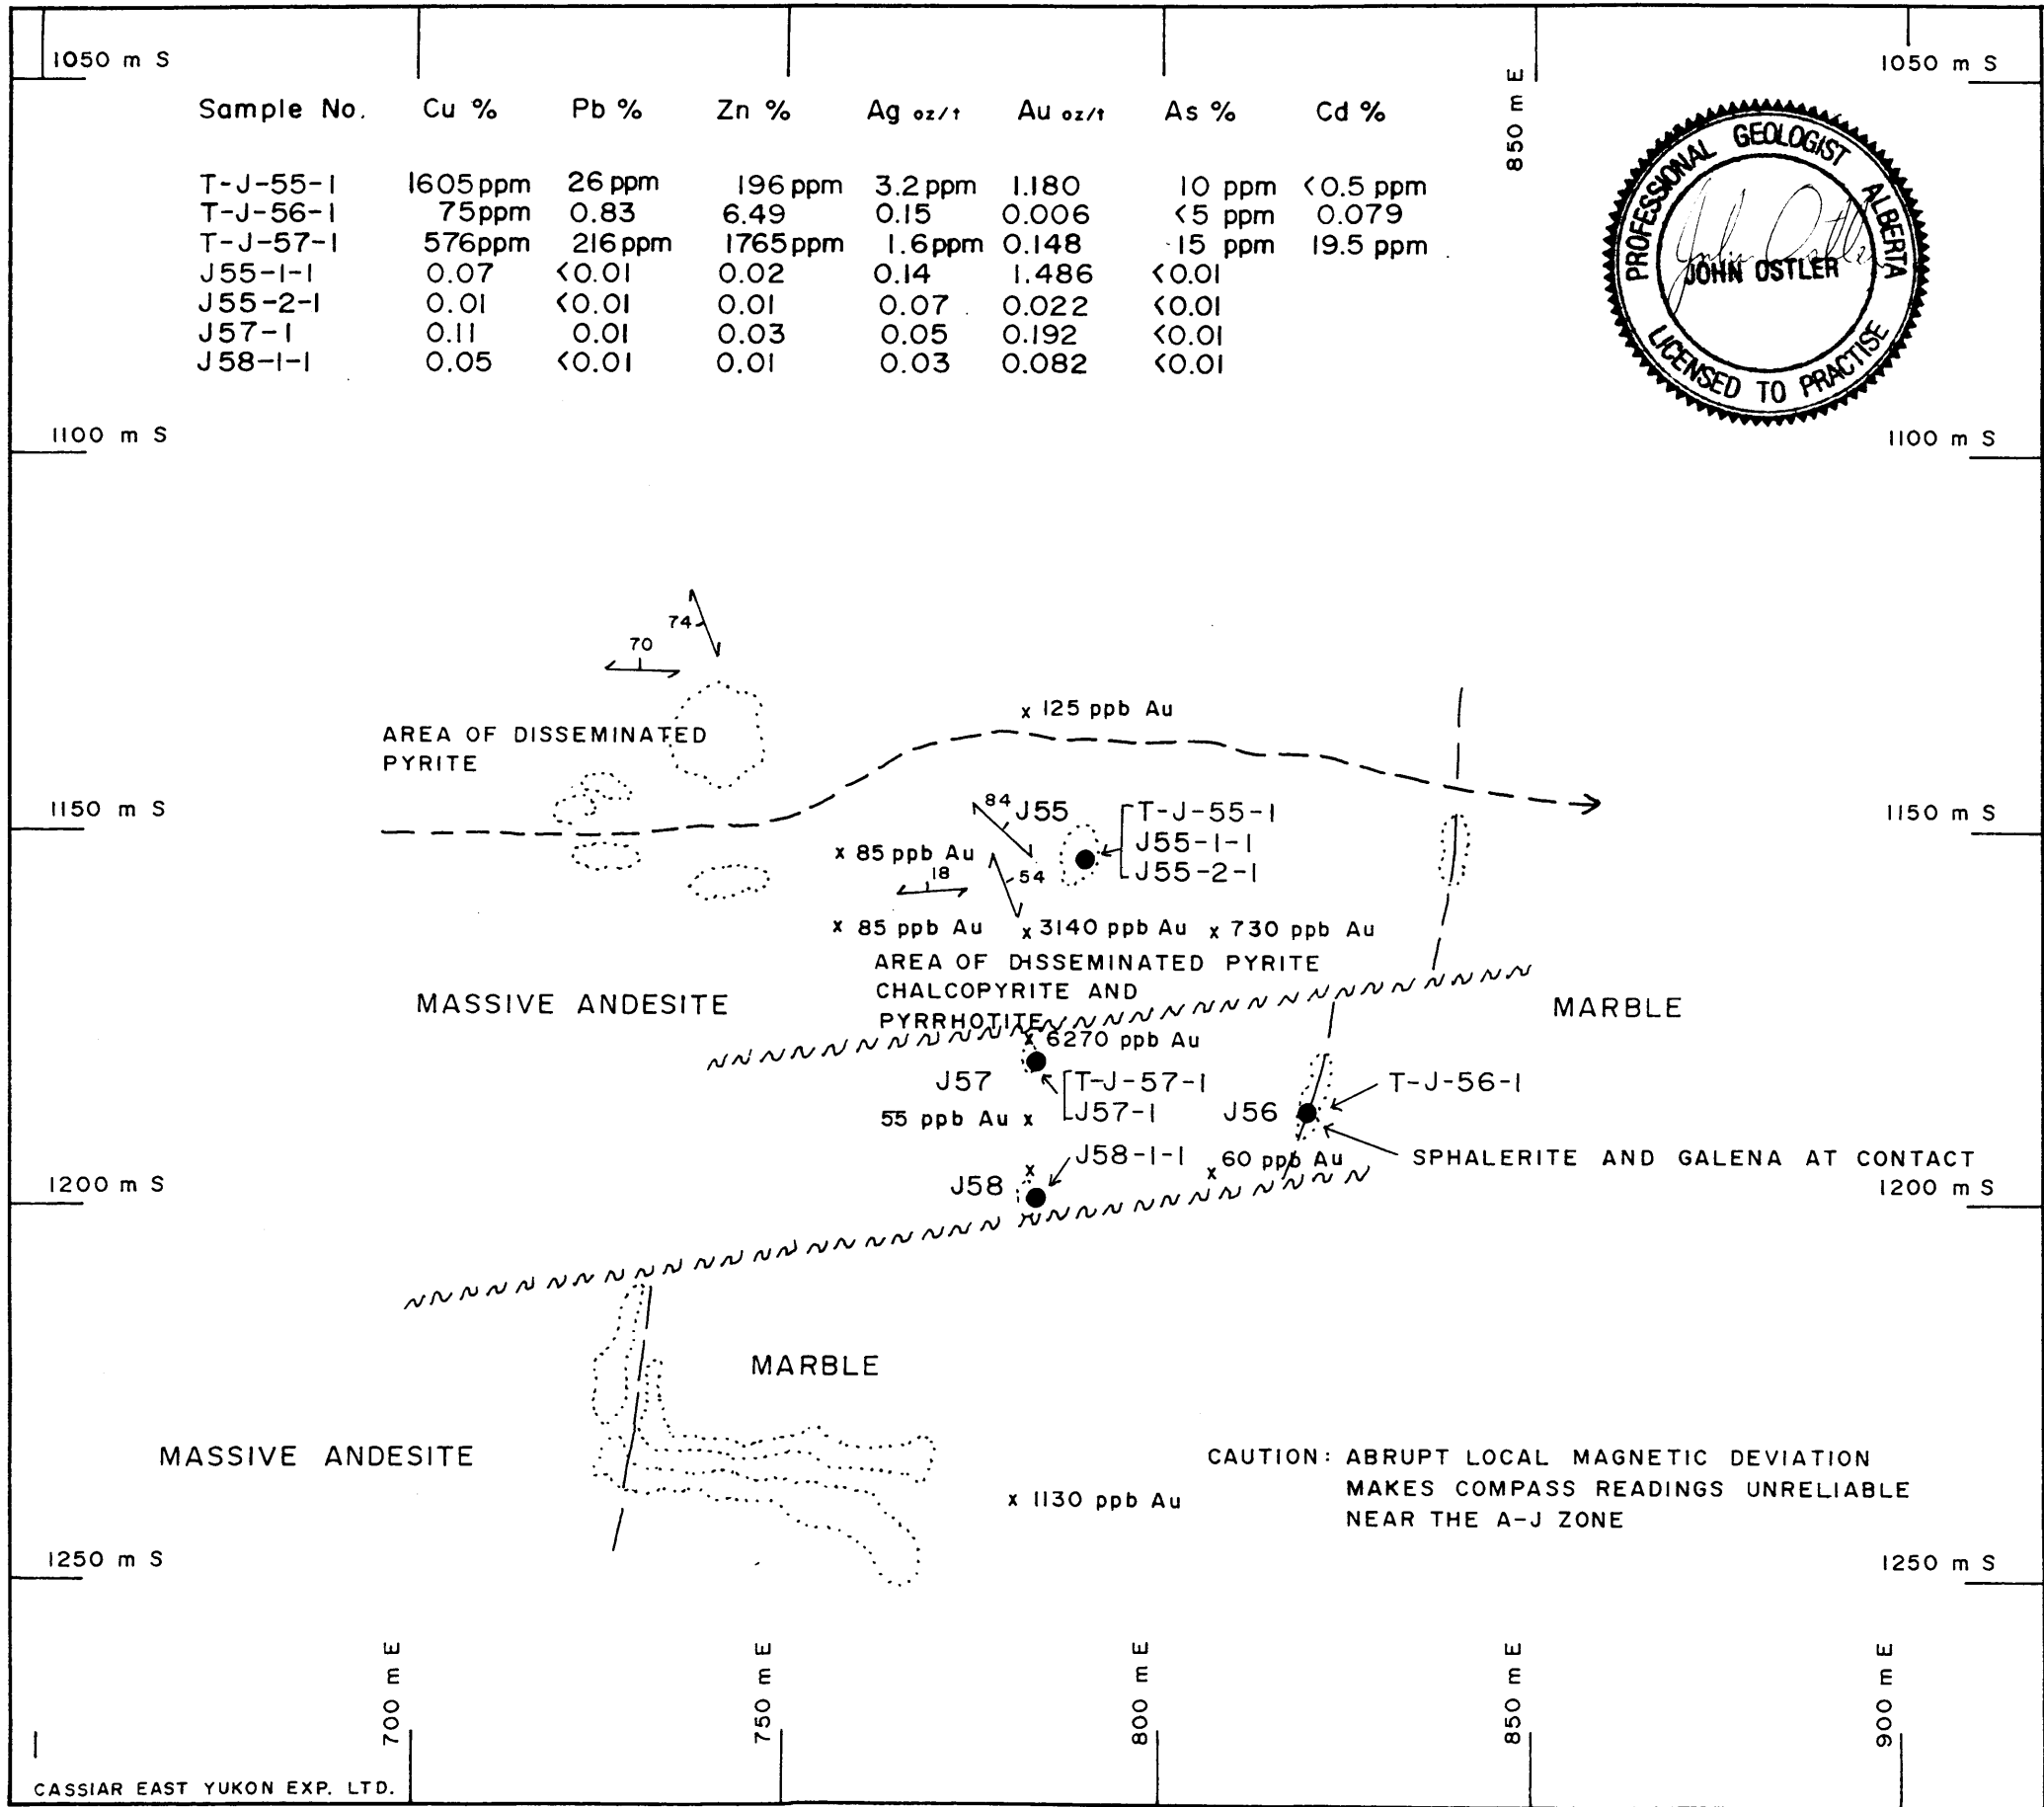 1050 m S
1050 m S
850 m E
Sample No. Cu % Pb % Zn % Ag oz/t Au oz/t As % Cd %
T-J-55-1 1605 ppm 26 ppm 196 ppm 3.2 ppm 1.180 10 ppm <0.5 ppm
T-J-56-1 75 ppm 0.83 6.49 0.15 0.006 <5 ppm 0.079
T-J-57-1 576 ppm 216 ppm 1765 ppm 1.6 ppm 0.148 15 ppm 19.5 ppm
J55-1-1 0.07 <0.01 0.02 0.14 1.486 <0.01
J55-2-1 0.01 <0.01 0.01 0.07 0.022 <0.01
J57-1 0.11 0.01 0.03 0.05 0.192 <0.01
J58-1-1 0.05 <0.01 0.01 0.03 0.082 <0.01
PROFESSIONAL GEOLOGIST ALBERTA
John Ostler
JOHN OSTLER
LICENSED TO PRACTISE
1100 m S
1100 m S
74
70
x 125 ppb Au
AREA OF DISSEMINATED
PYRITE
1150 m S
1150 m S
84
J55
T-J-55-1
J55-1-1
J55-2-1
x 85 ppb Au
18
54
x 85 ppb Au
x 3140 ppb Au
x 730 ppb Au
AREA OF DISSEMINATED PYRITE
CHALCOPYRITE AND
PYRRHOTITE
MASSIVE ANDESITE
MARBLE
x 6270 ppb Au
J57
T-J-57-1
J57-1
55 ppb Au x
J56
T-J-56-1
SPHALERITE AND GALENA AT CONTACT
J58-1-1
x
x 60 ppb Au
J58
1200 m S
1200 m S
MARBLE
MASSIVE ANDESITE
x 1130 ppb Au
CAUTION: ABRUPT LOCAL MAGNETIC DEVIATION
MAKES COMPASS READINGS UNRELIABLE
NEAR THE A-J ZONE
1250 m S
1250 m S
700 m E
750 m E
800 m E
850 m E
900 m E
CASSIAR EAST YUKON EXP. LTD.